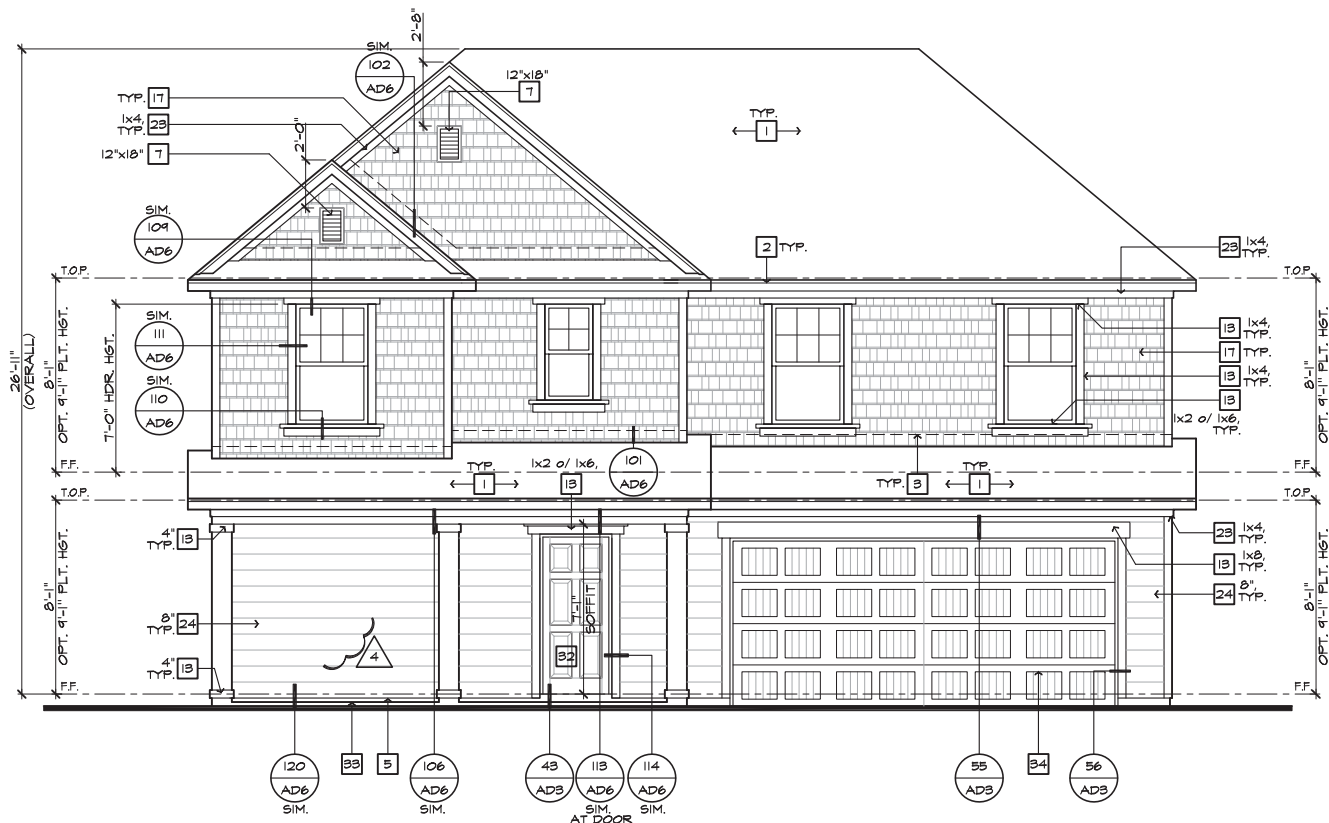 2'-8"
SIM.
102
AD6
12"x18"
7
TYP. 17
1x4,
TYP. 23
2'-0"
12"x18" 7
TYP.
1
SIM.
109
AD6
2 TYP.
23 1x4,
TYP.
T.O.P.
T.O.P.
26'-11"
(OVERALL)
8'-1"
OPT. 9'-1" PLT. HGT.
7'-0" HDR. HGT.
SIM.
111
AD6
SIM.
110
AD6
13 1x4,
TYP.
17 TYP.
13 1x4,
TYP.
13
1x2 o/ 1x6,
TYP.
8'-1"
OPT. 9'-1" PLT. HGT.
101
AD6
F.F.
F.F.
TYP.
1
1x2 o/ 1x6,
13
TYP. 3
TYP.
1
T.O.P.
T.O.P.
4"
TYP. 13
23 1x4,
TYP.
13 1x8,
TYP.
24 8",
TYP.
8'-1"
OPT. 9'-1" PLT. HGT.
8"
TYP. 24
4
7'-1"
SOFFIT
32
8'-1"
OPT. 9'-1" PLT. HGT.
4"
TYP. 13
F.F.
F.F.
120
AD6
SIM.
33
5
106
AD6
SIM.
43
AD3
113
AD6
SIM.
AT DOOR
114
AD6
SIM.
55
AD3
34
56
AD3